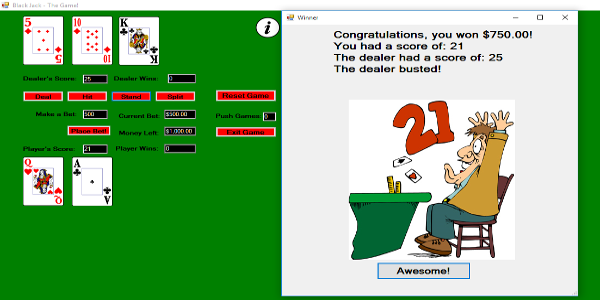 Black Jack - The Game!
5
10
K
i
Dealer's Score: 25 Dealer Wins: 0
Deal Hit Stand Split Reset Game
Make a Bet: 500 Current Bet: $500.00 Push Games: 0
Place Bet Money Left: $1,000.00 Exit Game
Player's Score: 21 Player Wins: 0
Q A
Winner
Congratulations, you won $750.00!
You had a score of: 21
The dealer had a score of: 25
The dealer busted!
21
Awesome!